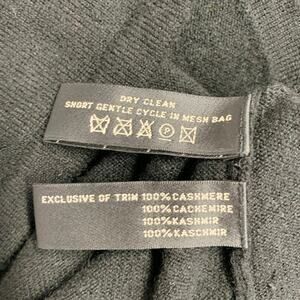 DRY CLEAN
SHORT GENTLE CYCLE IN MESH BAG
P
EXCLUSIVE OF TRIM 100% CASHMERE
100% CACHEMIRE
100% KASHMIR
100% KASCHMIR